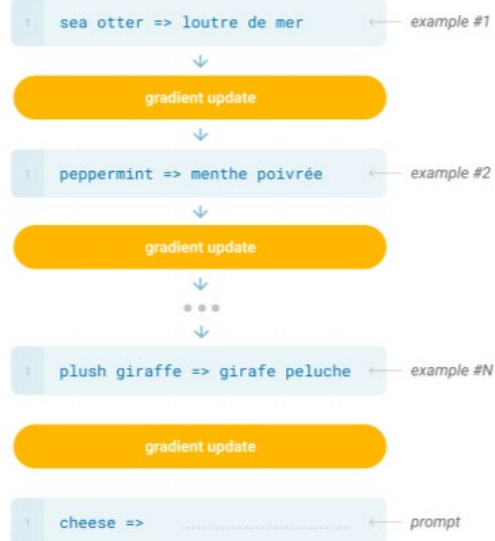 1 sea otter => loutre de mer example #1
gradient update
1 peppermint => menthe poivrée example #2
gradient update
1 plush giraffe => girafe peluche example #N
gradient update
1 cheese => prompt